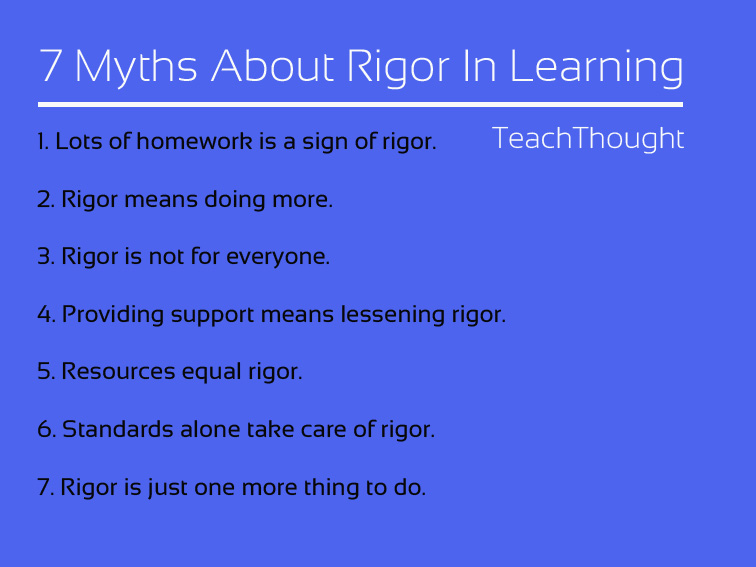 7 Myths About Rigor In Learning
TeachThought
1. Lots of homework is a sign of rigor.
2. Rigor means doing more.
3. Rigor is not for everyone.
4. Providing support means lessening rigor.
5. Resources equal rigor.
6. Standards alone take care of rigor.
7. Rigor is just one more thing to do.